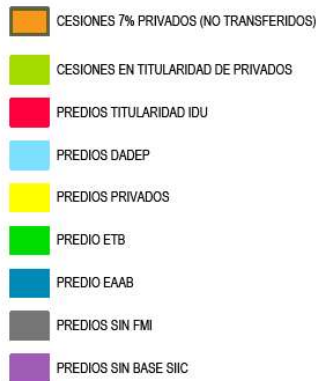 CESIONES 7% PRIVADOS (NO TRANSFERIDOS)
CESIONES EN TITULARIDAD DE PRIVADOS
PREDIOS TITULARIDAD IDU
PREDIOS DADEP
PREDIOS PRIVADOS
PREDIO ETB
PREDIO EAAB
PREDIOS SIN FMI
PREDIOS SIN BASE SIIC